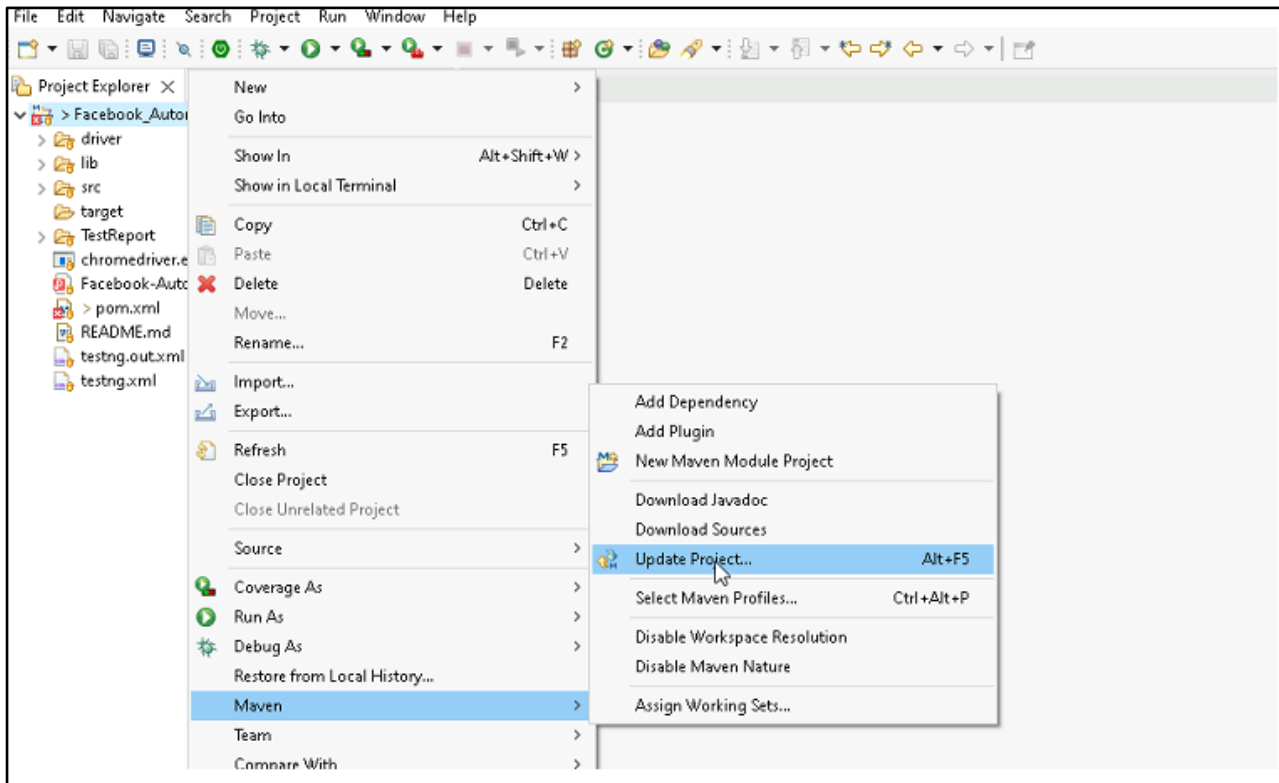 File Edit Navigate Search Project Run Window Help
Project Explorer
> Facebook_Auto
driver
lib
src
target
TestReport
chromedriver.e
Facebook-Autc
> pom.xml
README.md
testng.out.xml
testng.xml
New
Go Into
Show In Alt+Shift+W >
Show in Local Terminal
Copy Ctrl+C
Paste Ctrl+V
Delete Delete
Move...
Rename... F2
Import...
Export...
Refresh F5
Close Project
Close Unrelated Project
Source
Coverage As
Run As
Debug As
Restore from Local History...
Maven
Team
Compare With
Add Dependency
Add Plugin
New Maven Module Project
Download Javadoc
Download Sources
Update Project... Alt+F5
Select Maven Profiles... Ctrl+Alt+P
Disable Workspace Resolution
Disable Maven Nature
Assign Working Sets...